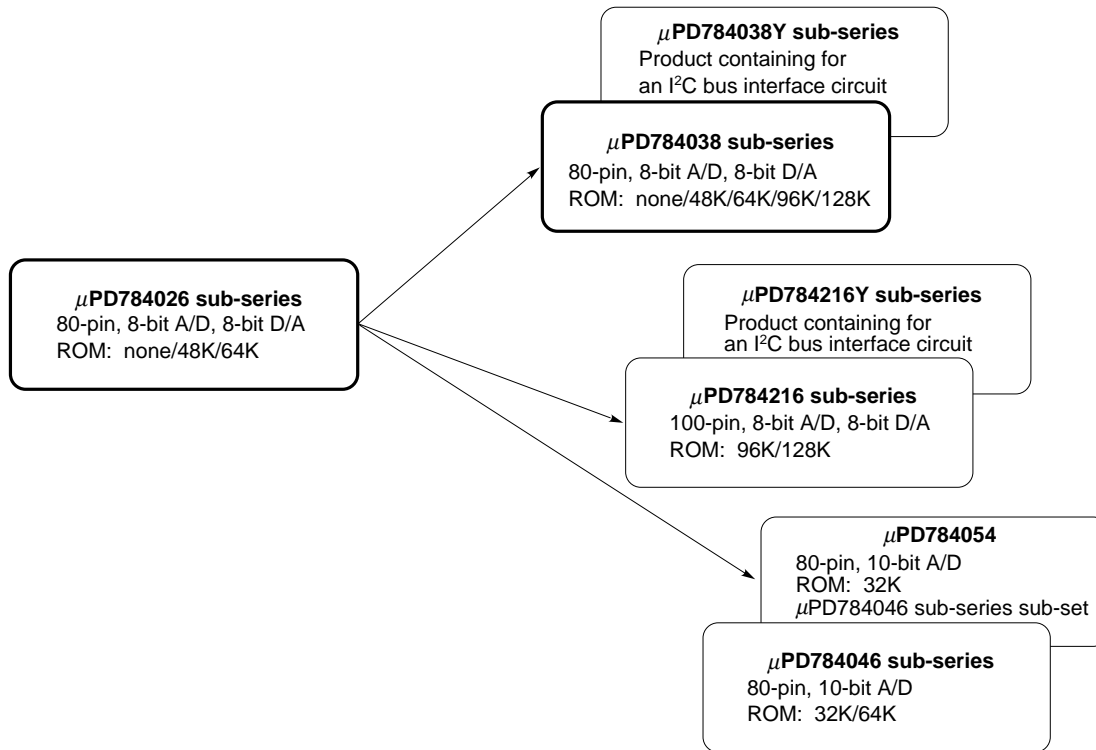 μPD784038Y sub-series
Product containing for
an I²C bus interface circuit
μPD784038 sub-series
80-pin, 8-bit A/D, 8-bit D/A
ROM: none/48K/64K/96K/128K
μPD784026 sub-series
80-pin, 8-bit A/D, 8-bit D/A
ROM: none/48K/64K
μPD784216Y sub-series
Product containing for
an I²C bus interface circuit
μPD784216 sub-series
100-pin, 8-bit A/D, 8-bit D/A
ROM: 96K/128K
μPD784054
80-pin, 10-bit A/D
ROM: 32K
μPD784046 sub-series sub-set
μPD784046 sub-series
80-pin, 10-bit A/D
ROM: 32K/64K